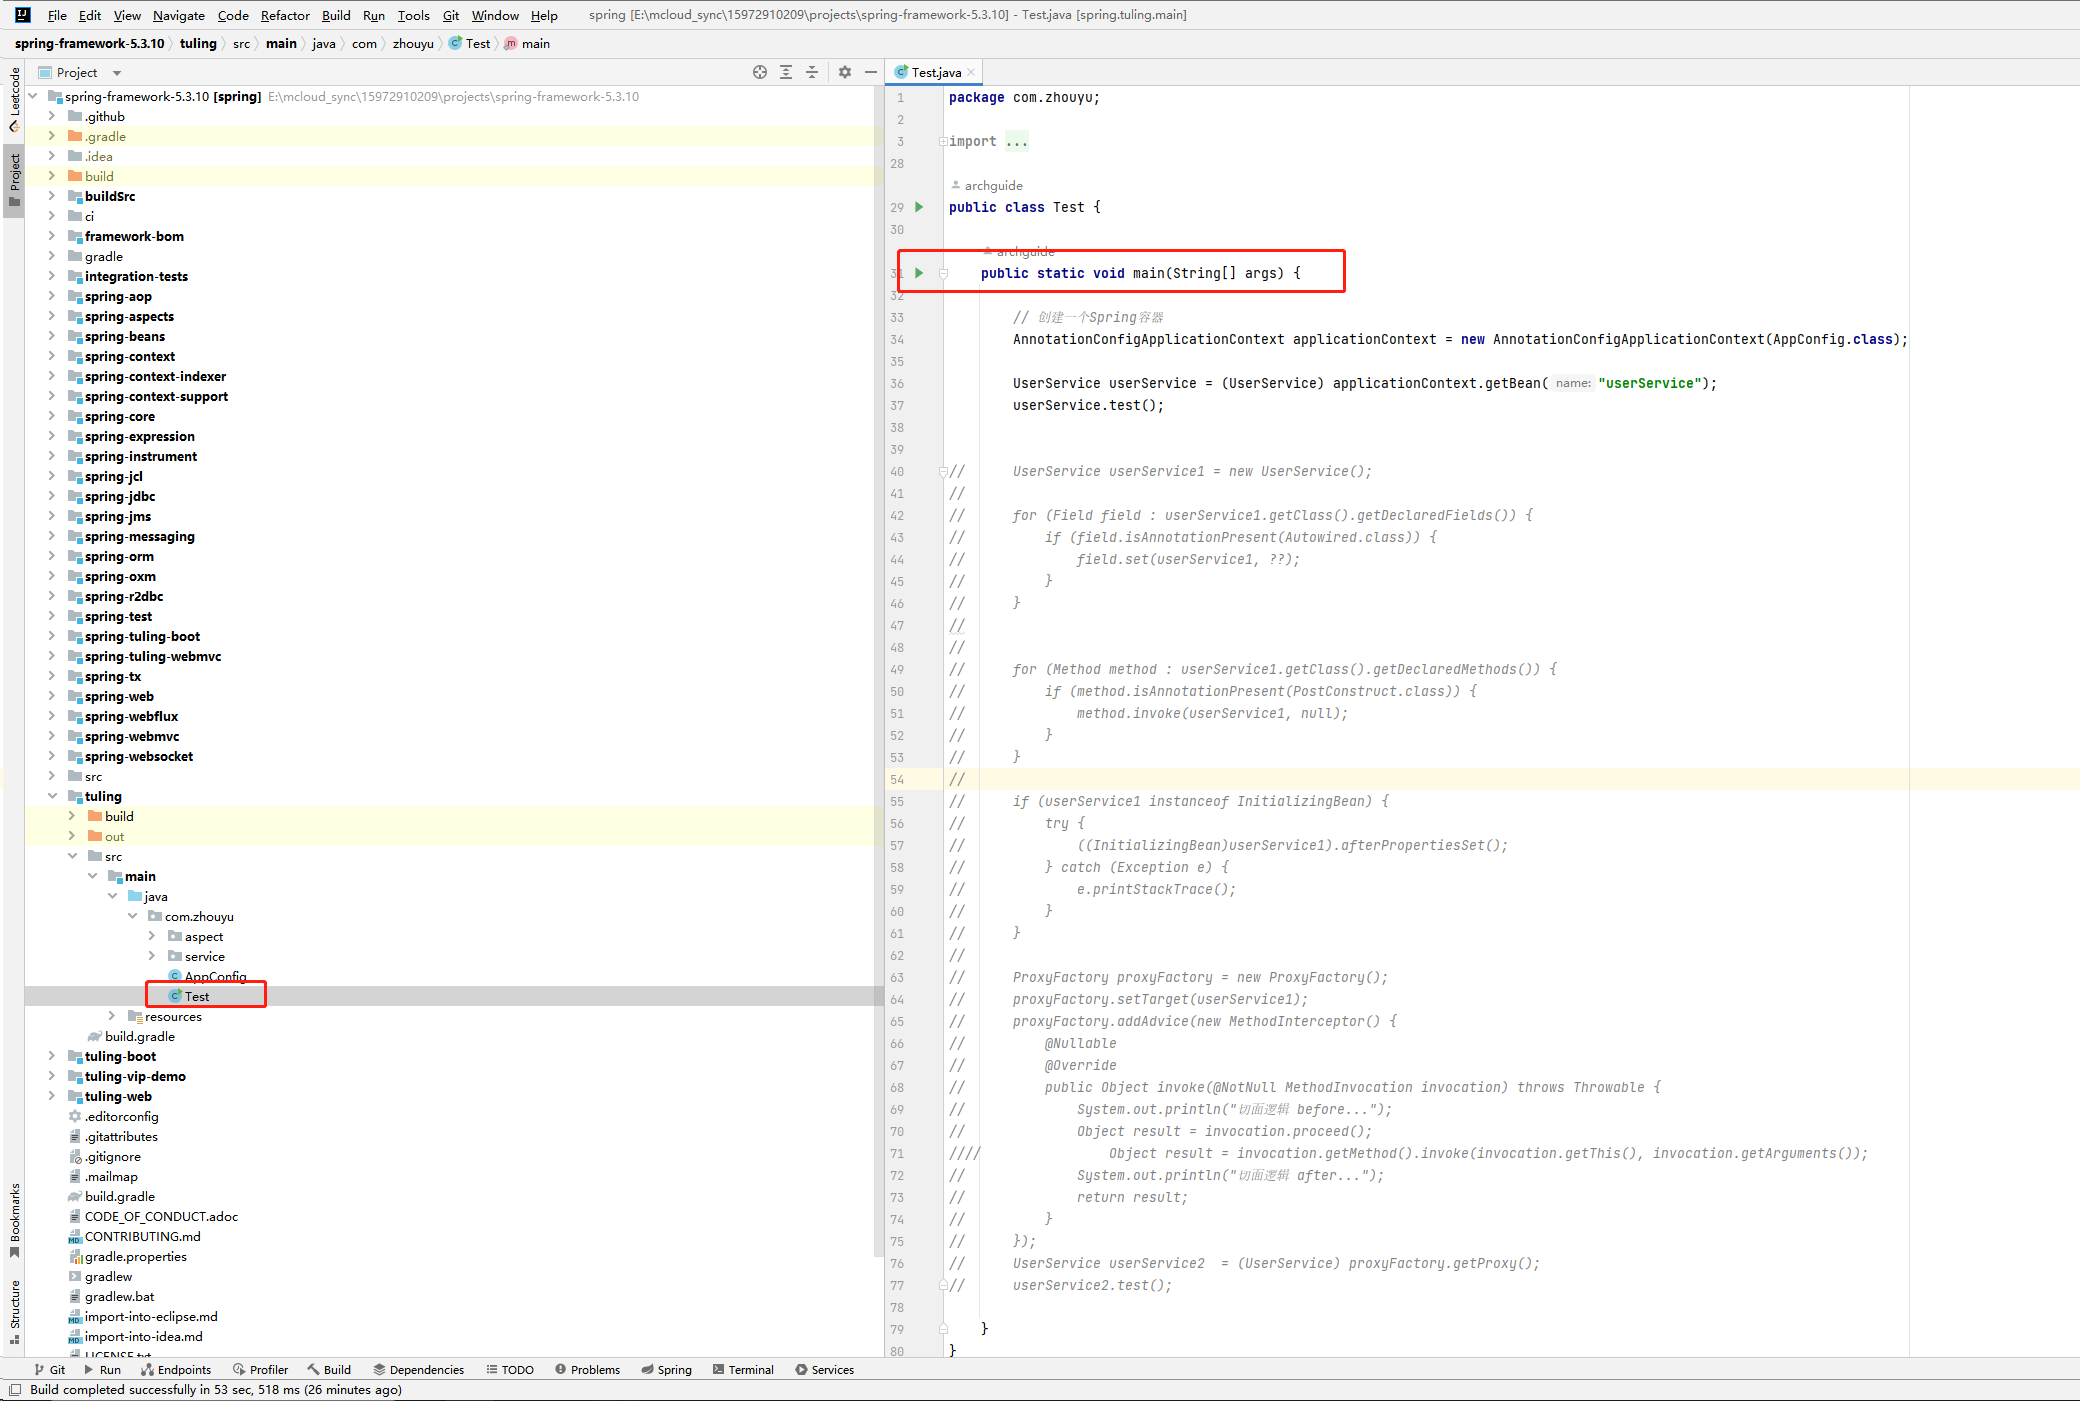 File Edit View Navigate Code Refactor Build Run Tools Git Window Help spring [E:\mcloud_sync\15972910209\projects\spring-framework-5.3.10] - Test.java [spring.tuling.main]
spring-framework-5.3.10 tuling src main java com zhouyu Test main
Project
Leetcode
Project
Bookmarks
Structure
spring-framework-5.3.10 [spring] E:\mcloud_sync\15972910209\projects\spring-framework-5.3.10
.github
.gradle
.idea
build
buildSrc
ci
framework-bom
gradle
integration-tests
spring-aop
spring-aspects
spring-beans
spring-context
spring-context-indexer
spring-context-support
spring-core
spring-expression
spring-instrument
spring-jcl
spring-jdbc
spring-jms
spring-messaging
spring-orm
spring-oxm
spring-r2dbc
spring-test
spring-tuling-boot
spring-tuling-webmvc
spring-tx
spring-web
spring-webflux
spring-webmvc
spring-websocket
src
tuling
build
out
src
main
java
com.zhouyu
aspect
service
AppConfig
Test
resources
build.gradle
tuling-boot
tuling-vip-demo
tuling-web
.editorconfig
.gitattributes
.gitignore
.mailmap
build.gradle
CODE_OF_CONDUCT.adoc
CONTRIBUTING.md
gradle.properties
gradlew
gradlew.bat
import-into-eclipse.md
import-into-idea.md
LICENSE.txt
Test.java
1 package com.zhouyu;
2
3 import ...
28
archguide
29 public class Test {
30
archguide
31 public static void main(String[] args) {
32
33 // 创建一个Spring容器
34 AnnotationConfigApplicationContext applicationContext = new AnnotationConfigApplicationContext(AppConfig.class);
35
36 UserService userService = (UserService) applicationContext.getBean( name: "userService");
37 userService.test();
38
39
40 // UserService userService1 = new UserService();
41 //
42 // for (Field field : userService1.getClass().getDeclaredFields()) {
43 // if (field.isAnnotationPresent(Autowired.class)) {
44 // field.set(userService1, ??);
45 // }
46 // }
47 //
48 //
49 // for (Method method : userService1.getClass().getDeclaredMethods()) {
50 // if (method.isAnnotationPresent(PostConstruct.class)) {
51 // method.invoke(userService1, null);
52 // }
53 // }
54 //
55 // if (userService1 instanceof InitializingBean) {
56 // try {
57 // ((InitializingBean)userService1).afterPropertiesSet();
58 // } catch (Exception e) {
59 // e.printStackTrace();
60 // }
61 // }
62 //
63 // ProxyFactory proxyFactory = new ProxyFactory();
64 // proxyFactory.setTarget(userService1);
65 // proxyFactory.addAdvice(new MethodInterceptor() {
66 // @Nullable
67 // @Override
68 // public Object invoke(@NotNull MethodInvocation invocation) throws Throwable {
69 // System.out.println("切面逻辑 before...");
70 // Object result = invocation.proceed();
71 //// Object result = invocation.getMethod().invoke(invocation.getThis(), invocation.getArguments());
72 // System.out.println("切面逻辑 after...");
73 // return result;
74 // }
75 // });
76 // UserService userService2 = (UserService) proxyFactory.getProxy();
77 // userService2.test();
78
79 }
80 }
Git Run Endpoints Profiler Build Dependencies TODO Problems Spring Terminal Services
Build completed successfully in 53 sec, 518 ms (26 minutes ago)